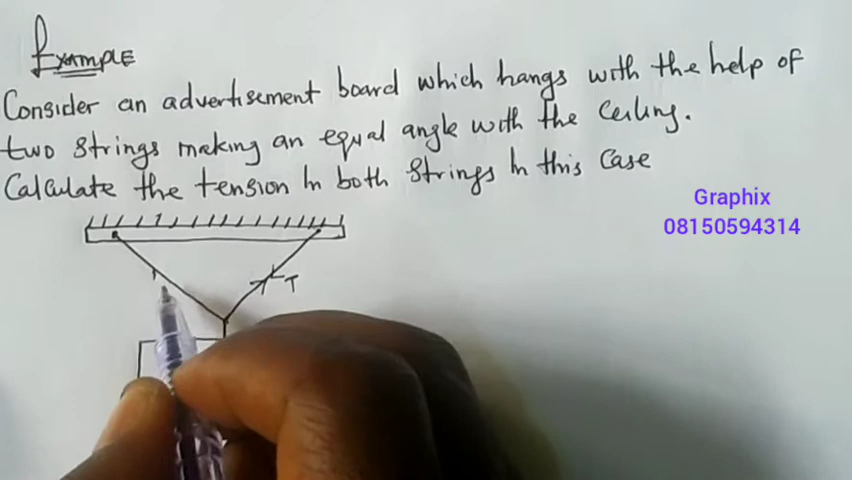 Example
Consider an advertisement board which hangs with the help of
two strings making an equal angle with the ceiling.
Calculate the tension in both strings in this case
Graphix
08150594314
T